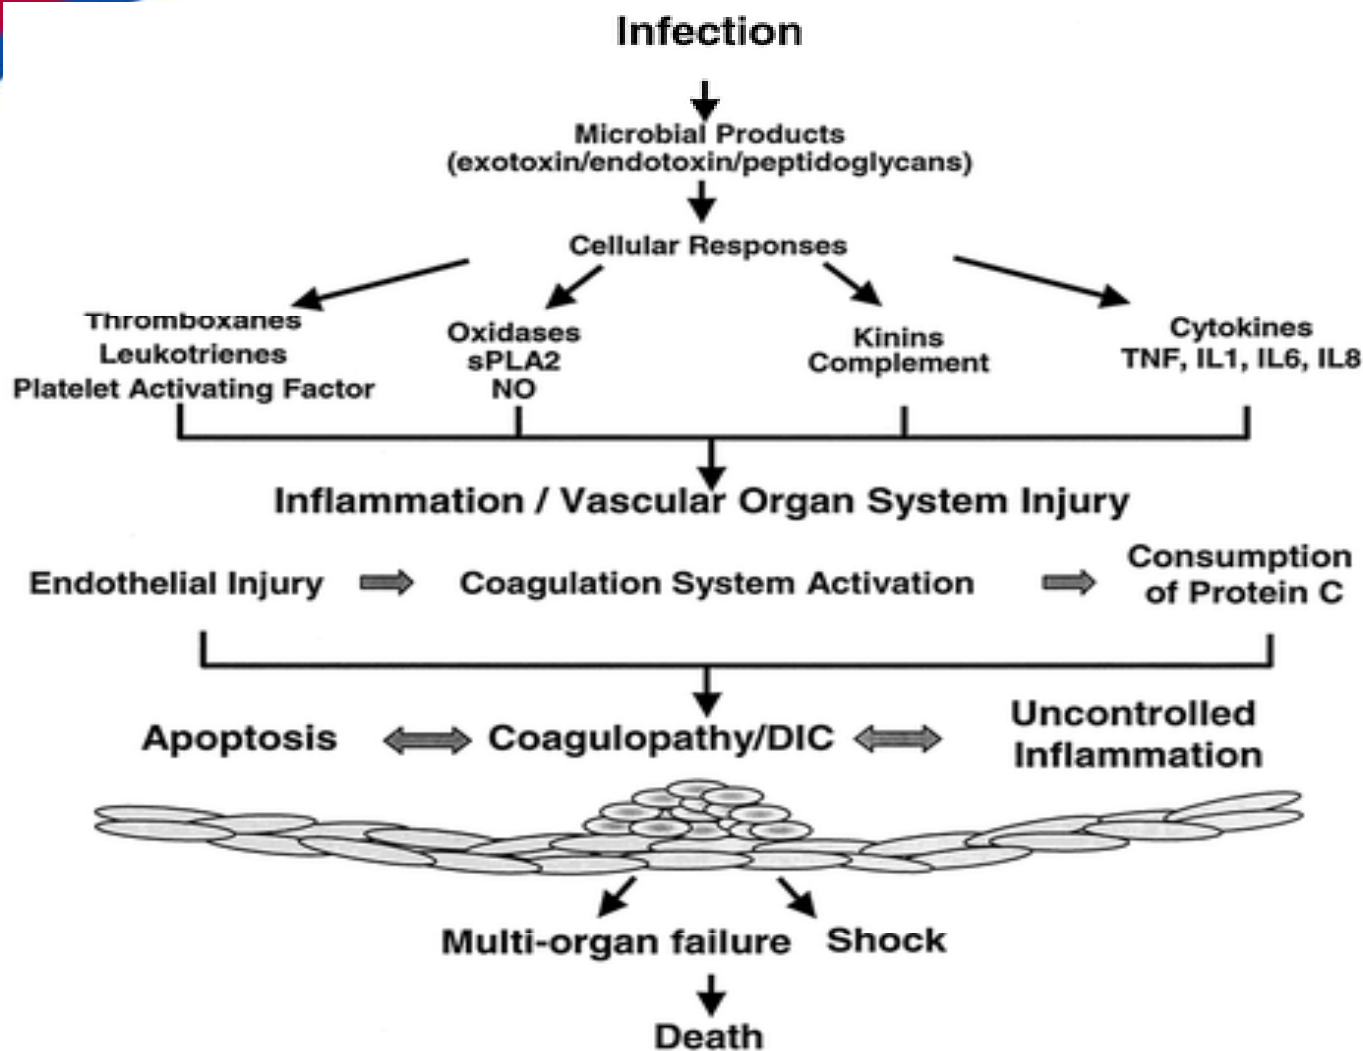 Infection
Microbial Products
(exotoxin/endotoxin/peptidoglycans)
Cellular Responses
Thromboxanes
Leukotrienes
Platelet Activating Factor
Oxidases
sPLA2
NO
Kinins
Complement
Cytokines
TNF, IL1, IL6, IL8
Inflammation / Vascular Organ System Injury
Endothelial Injury
Coagulation System Activation
Consumption
of Protein C
Apoptosis
Coagulopathy/DIC
Uncontrolled
Inflammation
Multi-organ failure
Shock
Death